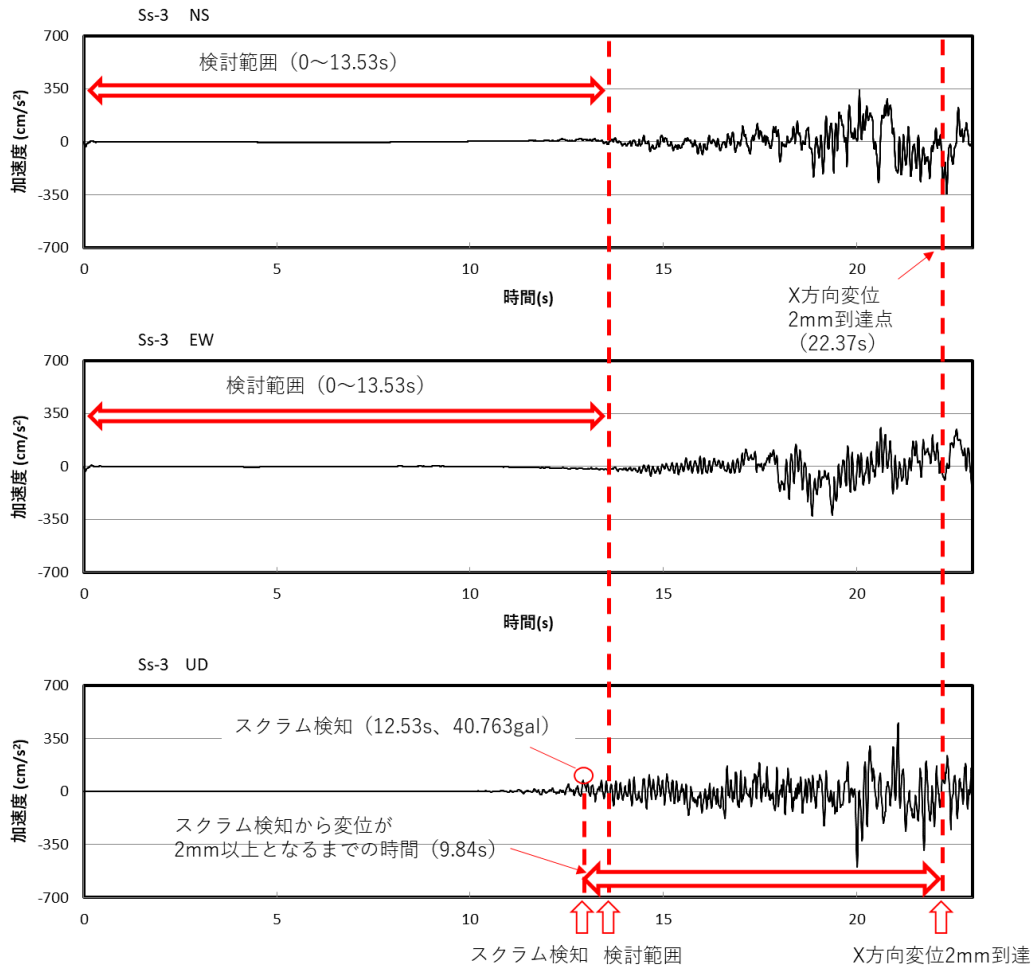 Ss-3 NS
700
350
0
-350
-700
加速度 (cm/s²)
検討範囲（0～13.53s）
0
5
10
15
20
時間(s)
X方向変位
2mm到達点
（22.37s）
Ss-3 EW
700
350
0
-350
-700
加速度 (cm/s²)
検討範囲（0～13.53s）
0
5
10
15
20
時間(s)
Ss-3 UD
700
350
0
-350
-700
加速度 (cm/s²)
スクラム検知（12.53s、40.763gal）
スクラム検知から変位が
2mm以上となるまでの時間（9.84s）
0
5
10
15
20
スクラム検知
検討範囲
X方向変位2mm到達